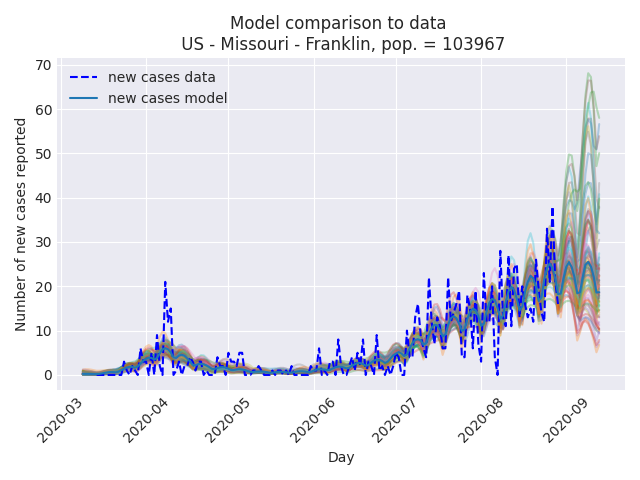 Model comparison to data
US - Missouri - Franklin, pop. = 103967
new cases data
new cases model
Number of new cases reported
70
60
50
40
30
20
10
0
2020-03
2020-04
2020-05
2020-06
2020-07
2020-08
2020-09
Day